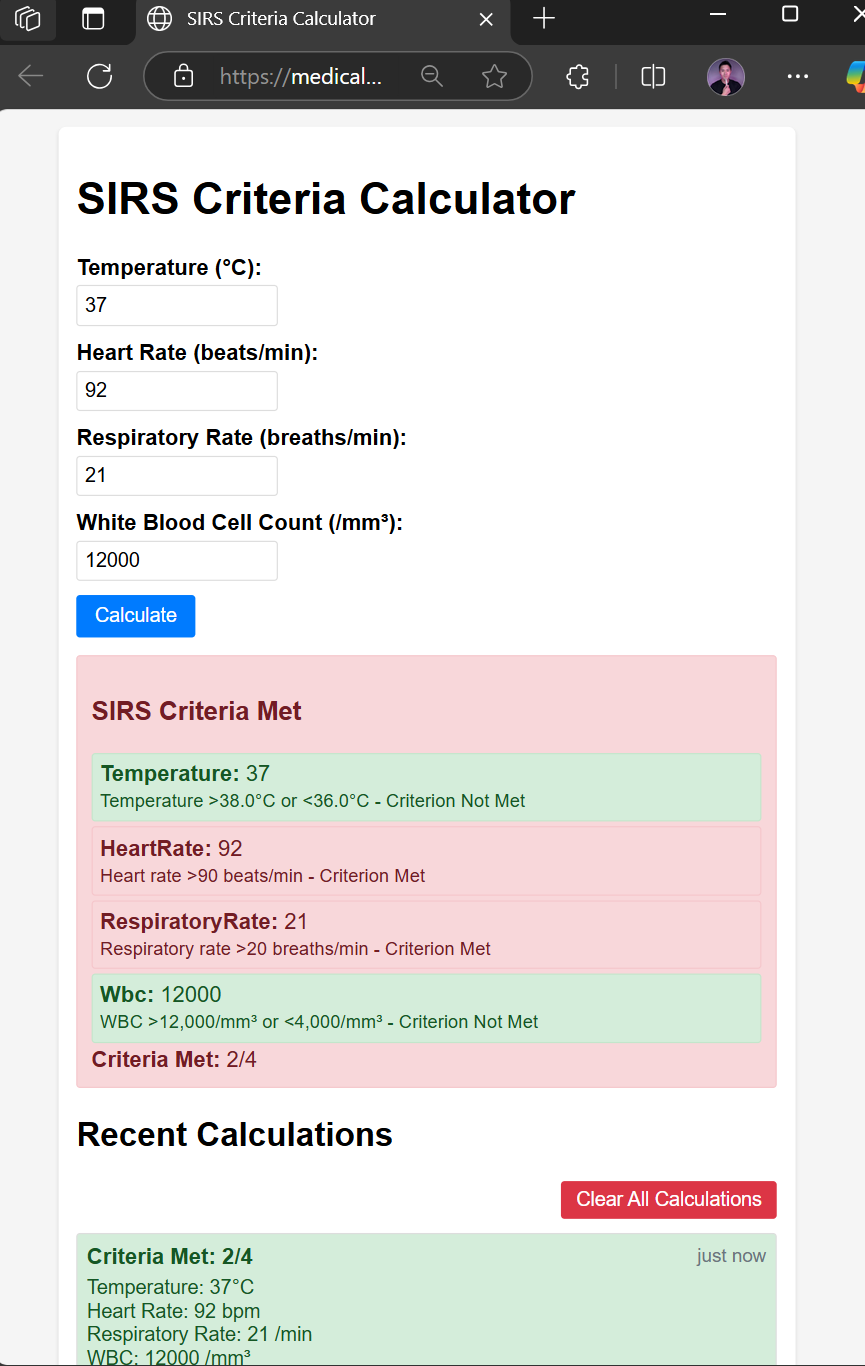 SIRS Criteria Calculator
https://medical...
SIRS Criteria Calculator
Temperature (°C):
37
Heart Rate (beats/min):
92
Respiratory Rate (breaths/min):
21
White Blood Cell Count (/mm³):
12000
Calculate
SIRS Criteria Met
Temperature: 37
Temperature >38.0°C or <36.0°C - Criterion Not Met
HeartRate: 92
Heart rate >90 beats/min - Criterion Met
RespiratoryRate: 21
Respiratory rate >20 breaths/min - Criterion Met
Wbc: 12000
WBC >12,000/mm³ or <4,000/mm³ - Criterion Not Met
Criteria Met: 2/4
Recent Calculations
Clear All Calculations
Criteria Met: 2/4 just now
Temperature: 37°C
Heart Rate: 92 bpm
Respiratory Rate: 21 /min
WBC: 12000 /mm³